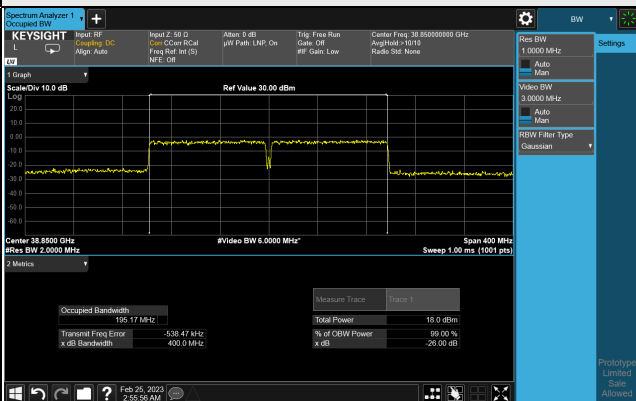 Spectrum Analyzer 1
Occupied BW
+
KEYSIGHT
L
Input: RF
Coupling: DC
Align: Auto
Input Z: 50 Ω
Corr CCorr RCal
Freq Ref: Int (S)
NFE: Off
Atten: 0 dB
µW Path: LNP, On
Trig: Free Run
Gate: Off
#IF Gain: Low
Center Freq: 38.850000000 GHz
Avg|Hold:>10/10
Radio Std: None
1 Graph
Scale/Div 10.0 dB
Ref Value 30.00 dBm
Log
20.0
10.0
0.00
-10.0
-20.0
-30.0
-40.0
-50.0
-60.0
Center 38.8500 GHz
#Video BW 6.0000 MHz*
Span 400 MHz
#Res BW 2.0000 MHz
Sweep 1.00 ms (1001 pts)
2 Metrics
Measure Trace
Trace 1
Occupied Bandwidth
195.17 MHz
Total Power
18.0 dBm
Transmit Freq Error
-538.47 kHz
% of OBW Power
99.00 %
x dB Bandwidth
400.0 MHz
x dB
-26.00 dB
BW
Res BW
1.0000 MHz
Auto
Man
Video BW
3.0000 MHz
Auto
Man
RBW Filter Type
Gaussian
Settings
Prototype
Limited
Sale
Allowed
?
Feb 25, 2023
2:55:56 AM